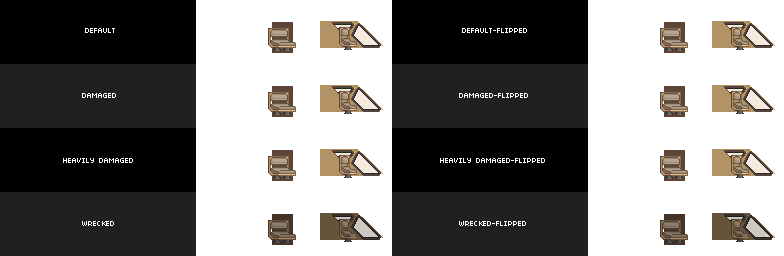 DEFAULT
DEFAULT-FLIPPED
DAMAGED
DAMAGED-FLIPPED
HEAVILY DAMAGED
HEAVILY DAMAGED-FLIPPED
WRECKED
WRECKED-FLIPPED